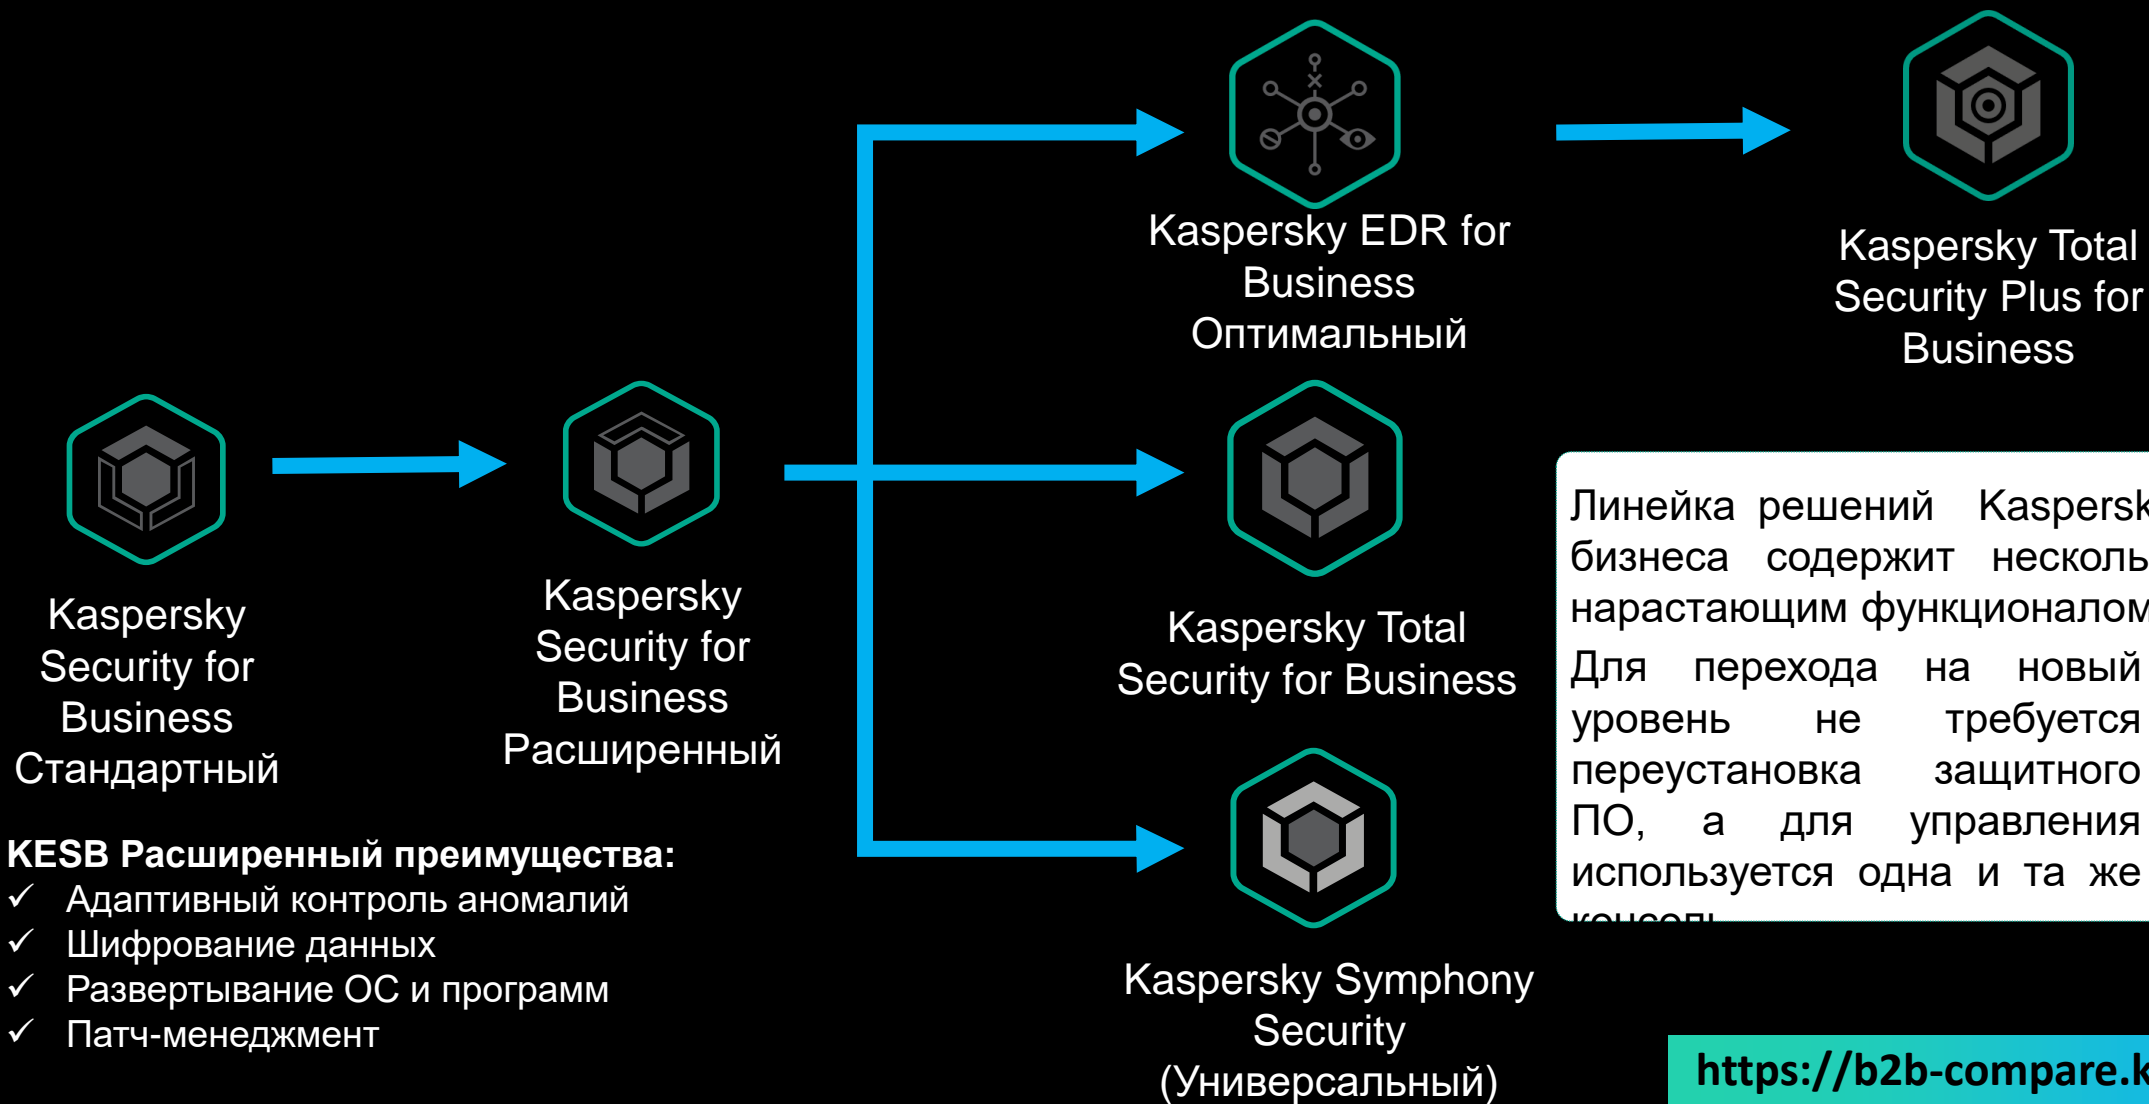 Kaspersky EDR for
Business
Оптимальный
Kaspersky Total
Security Plus for
Business
Kaspersky
Security for
Business
Стандартный
Kaspersky
Security for
Business
Расширенный
Kaspersky Total
Security for Business
Линейка решений Kaspersk
бизнеса содержит несколь
нарастающим функционалом
Для перехода на новый
уровень не требуется
переустановка защитного
ПО, а для управления
используется одна и та же
консоль
KESB Расширенный преимущества:
✓ Адаптивный контроль аномалий
✓ Шифрование данных
✓ Развертывание ОС и программ
✓ Патч-менеджмент
Kaspersky Symphony
Security
(Универсальный)
https://b2b-compare.k